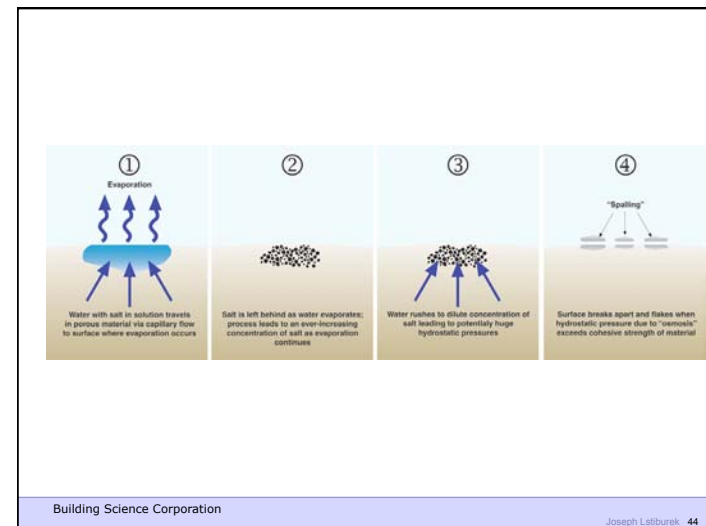 ①
Evaporation
Water with salt in solution travels
in porous material via capillary flow
to surface where evaporation occurs
②
Salt is left behind as water evaporates;
process leads to an ever-increasing
concentration of salt as evaporation
continues
③
Water rushes to dilute concentration of
salt leading to potentialy huge
hydrostatic pressures
④
"Spalling"
Surface breaks apart and flakes when
hydrostatic pressure due to "osmosis"
exceeds cohesive strength of material
Building Science Corporation
Joseph Lstiburek 44